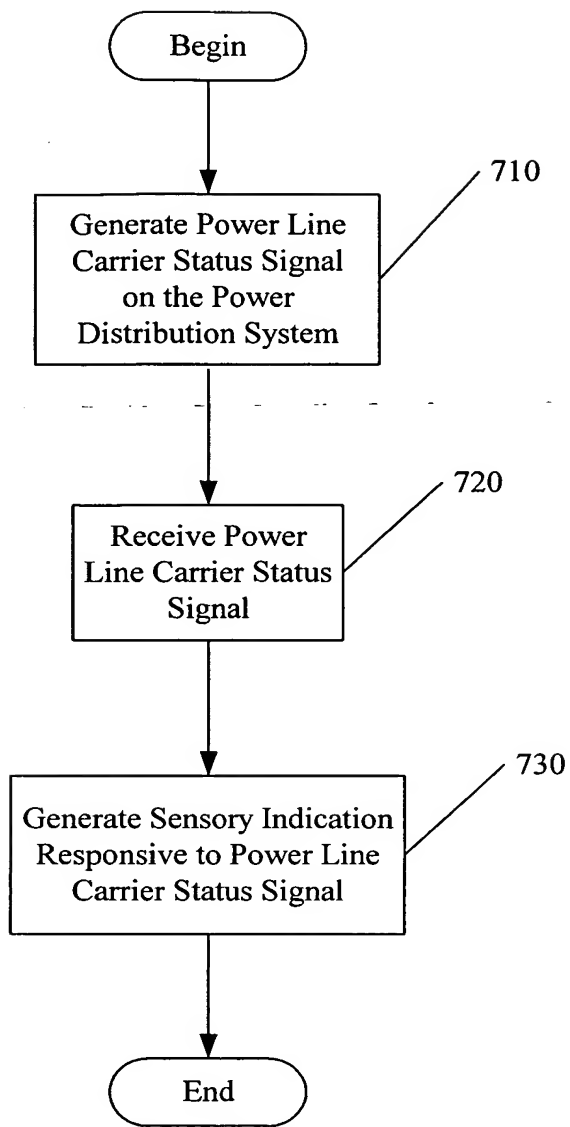 Begin
710
Generate Power Line
Carrier Status Signal
on the Power
Distribution System
720
Receive Power
Line Carrier Status
Signal
730
Generate Sensory Indication
Responsive to Power Line
Carrier Status Signal
End